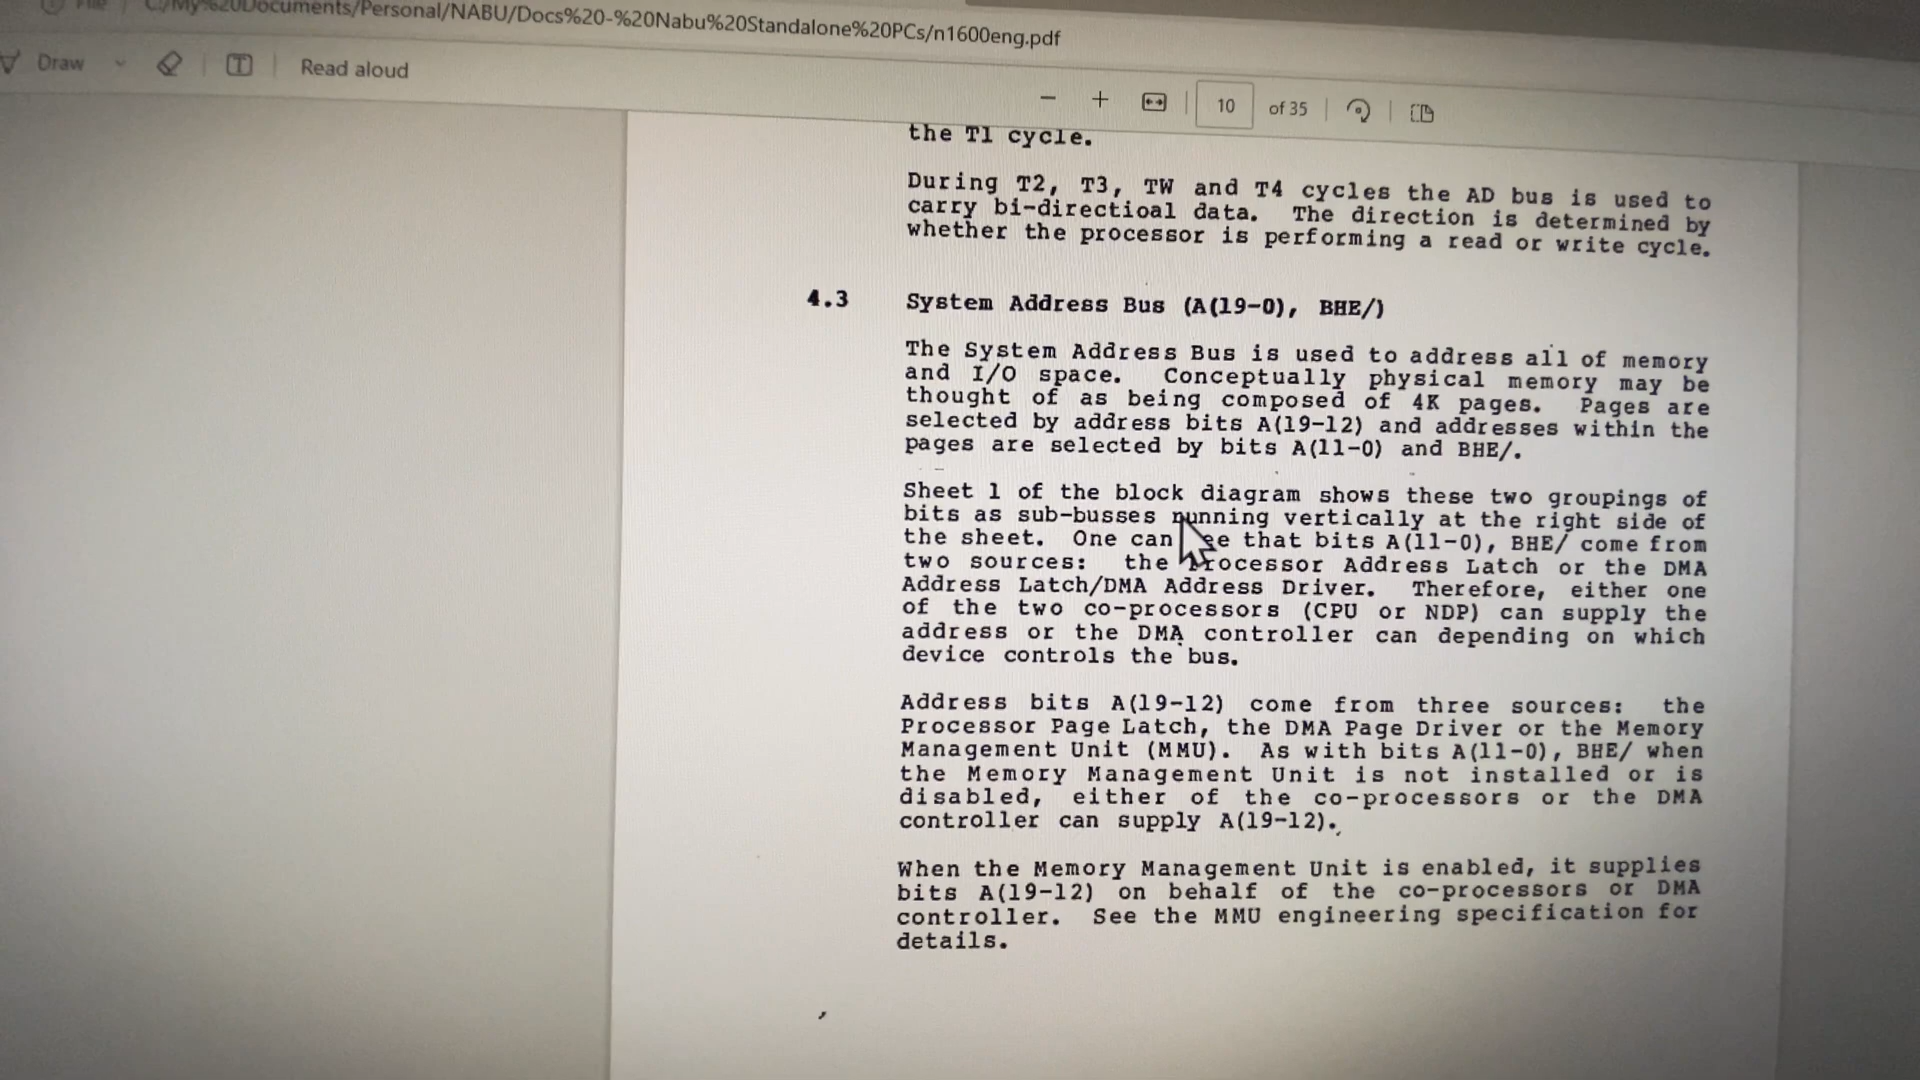 C:/My%20Documents/Personal/NABU/Docs%20-%20Nabu%20Standalone%20PCs/n1600eng.pdf
Draw
Read aloud
10 of 35
the T1 cycle.
During T2, T3, TW and T4 cycles the AD bus is used to
carry bi-directioal data. The direction is determined by
whether the processor is performing a read or write cycle.
4.3 System Address Bus (A(19-0), BHE/)
The System Address Bus is used to address all of memory
and I/O space. Conceptually physical memory may be
thought of as being composed of 4K pages. Pages are
selected by address bits A(19-12) and addresses within the
pages are selected by bits A(11-0) and BHE/.
Sheet 1 of the block diagram shows these two groupings of
bits as sub-busses running vertically at the right side of
the sheet. One can see that bits A(11-0), BHE/ come from
two sources: the Processor Address Latch or the DMA
Address Latch/DMA Address Driver. Therefore, either one
of the two co-processors (CPU or NDP) can supply the
address or the DMA controller can depending on which
device controls the bus.
Address bits A(19-12) come from three sources: the
Processor Page Latch, the DMA Page Driver or the Memory
Management Unit (MMU). As with bits A(11-0), BHE/ when
the Memory Management Unit is not installed or is
disabled, either of the co-processors or the DMA
controller can supply A(19-12).
When the Memory Management Unit is enabled, it supplies
bits A(19-12) on behalf of the co-processors or DMA
controller. See the MMU engineering specification for
details.